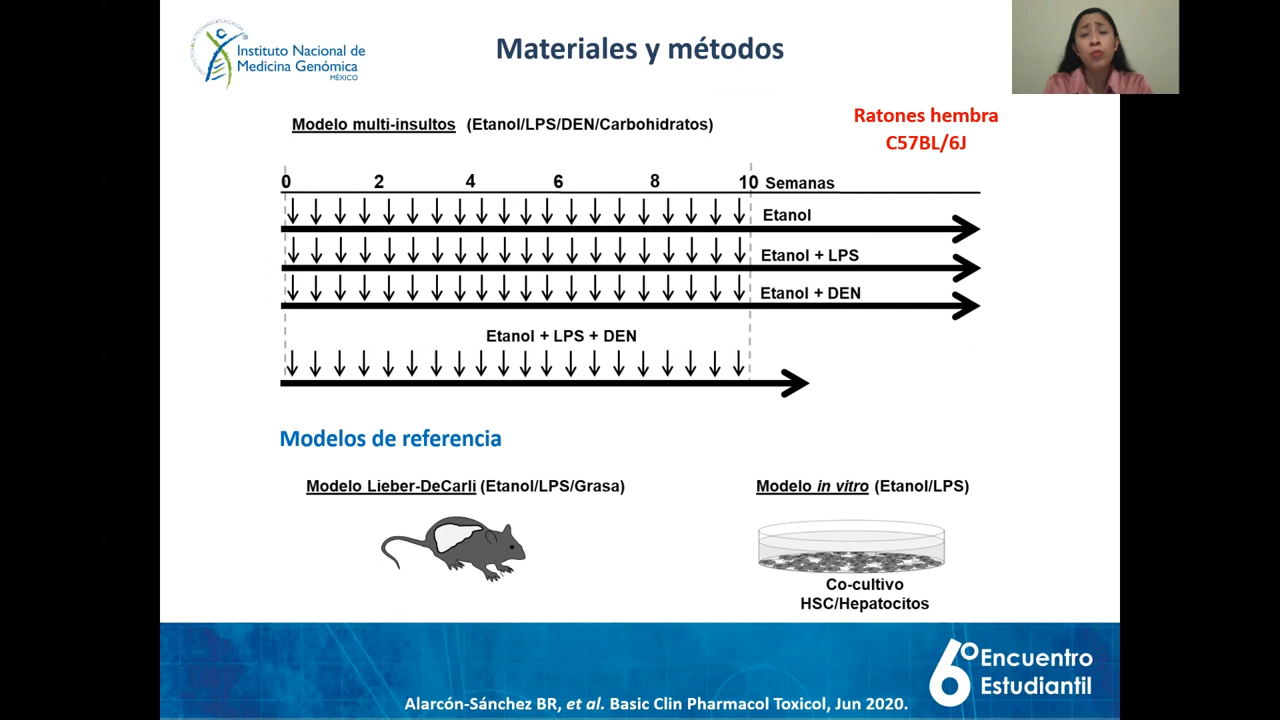 Instituto Nacional de
Medicina Genómica
MÉXICO
Materiales y métodos
Ratones hembra
C57BL/6J
Modelo multi-insultos (Etanol/LPS/DEN/Carbohidratos)
0 2 4 6 8 10 Semanas
Etanol
Etanol + LPS
Etanol + DEN
Etanol + LPS + DEN
Modelos de referencia
Modelo Lieber-DeCarli (Etanol/LPS/Grasa)
Modelo in vitro (Etanol/LPS)
Co-cultivo
HSC/Hepatocitos
6º Encuentro
Estudiantil
Alarcón-Sánchez BR, et al. Basic Clin Pharmacol Toxicol, Jun 2020.